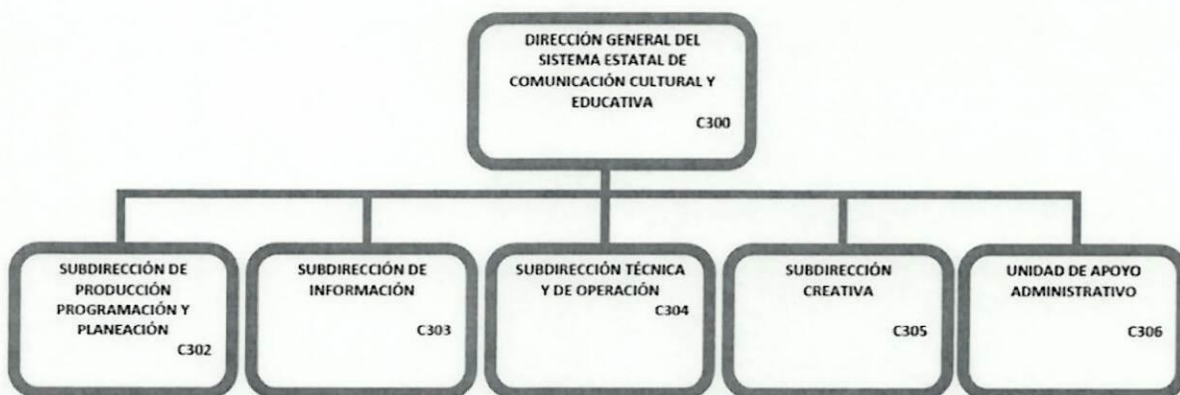 DIRECCIÓN GENERAL DEL
SISTEMA ESTATAL DE
COMUNICACIÓN CULTURAL Y
EDUCATIVA
C300
SUBDIRECCIÓN DE
PRODUCCIÓN
PROGRAMACIÓN Y
PLANEACIÓN
C302
SUBDIRECCIÓN DE
INFORMACIÓN
C303
SUBDIRECCIÓN TÉCNICA
Y DE OPERACIÓN
C304
SUBDIRECCIÓN
CREATIVA
C305
UNIDAD DE APOYO
ADMINISTRATIVO
C306